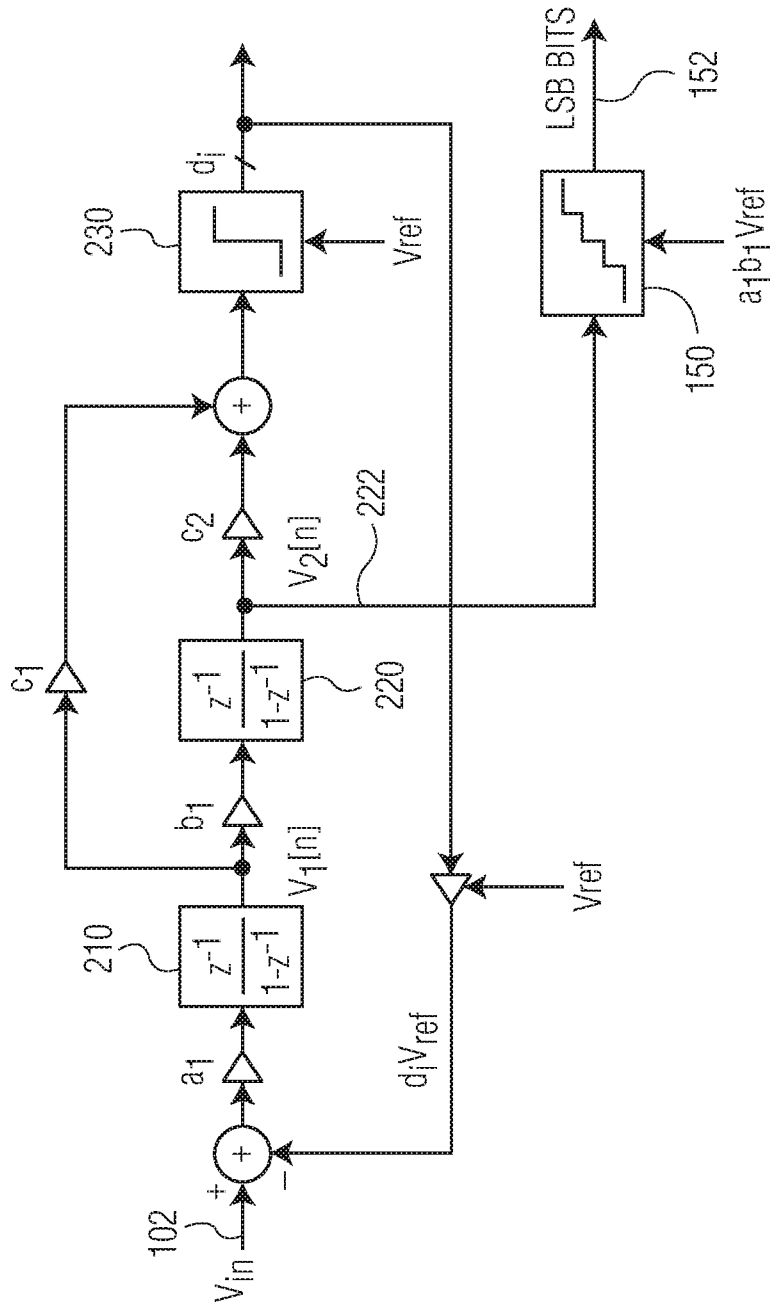 V_in
102
+
−
+
a_1
210
z^-1
1-z^-1
V_1[n]
b_1
c_1
z^-1
1-z^-1
220
V_2[n]
c_2
222
+
230
d_i
Vref
d_iV_ref
Vref
150
a_1b_1Vref
LSB BITS
152